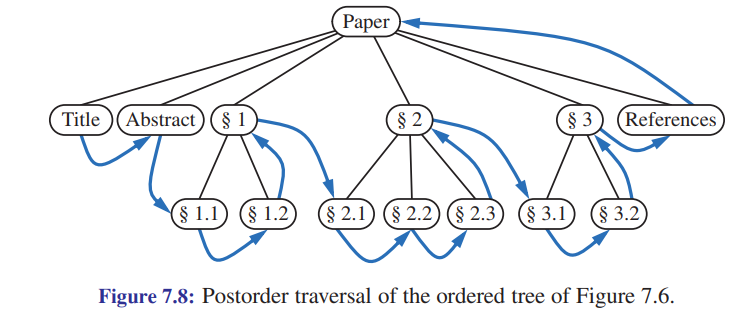 Paper
Title Abstract § 1 § 2 § 3 References
§ 1.1 § 1.2 § 2.1 § 2.2 § 2.3 § 3.1 § 3.2
Figure 7.8: Postorder traversal of the ordered tree of Figure 7.6.